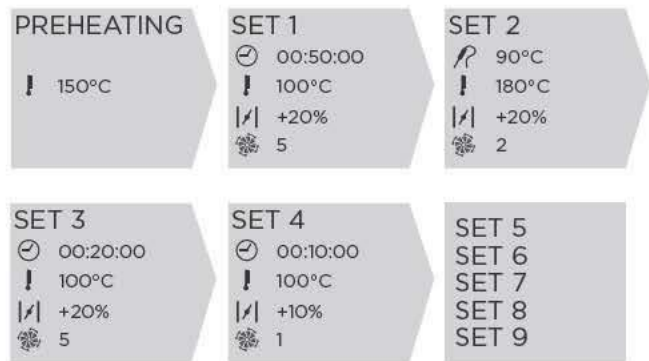 PREHEATING
150°C
SET 1
00:50:00
100°C
+20%
5
SET 2
90°C
180°C
+20%
2
SET 3
00:20:00
100°C
+20%
5
SET 4
00:10:00
100°C
+10%
1
SET 5
SET 6
SET 7
SET 8
SET 9